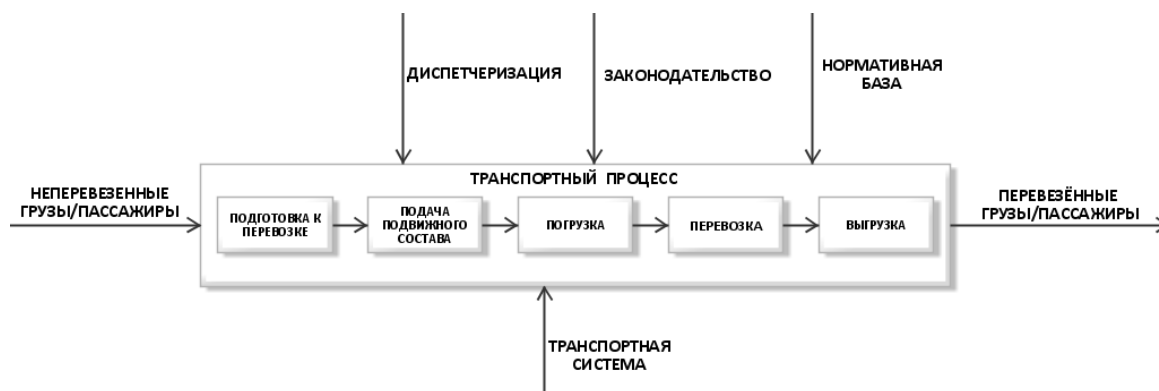 ДИСПЕТЧЕРИЗАЦИЯ
ЗАКОНОДАТЕЛЬСТВО
НОРМАТИВНАЯ
БАЗА
НЕПЕРЕВЕЗЕННЫЕ
ГРУЗЫ/ПАССАЖИРЫ
ТРАНСПОРТНЫЙ ПРОЦЕСС
ПОДГОТОВКА К
ПЕРЕВОЗКЕ
ПОДАЧА
ПОДВИЖНОГО
СОСТАВА
ПОГРУЗКА
ПЕРЕВОЗКА
ВЫГРУЗКА
ПЕРЕВЕЗЁННЫЕ
ГРУЗЫ/ПАССАЖИРЫ
ТРАНСПОРТНАЯ
СИСТЕМА